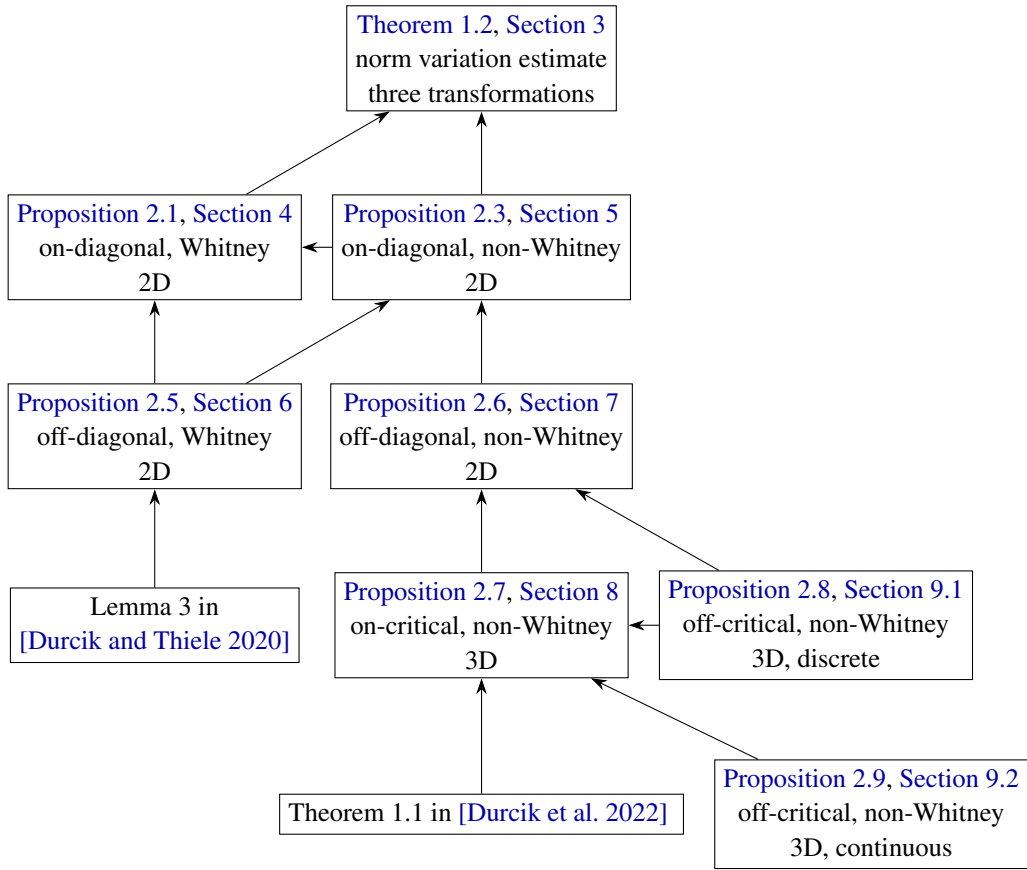 Theorem 1.2, Section 3
norm variation estimate
three transformations
Proposition 2.1, Section 4
on-diagonal, Whitney
2D
Proposition 2.3, Section 5
on-diagonal, non-Whitney
2D
Proposition 2.5, Section 6
off-diagonal, Whitney
2D
Proposition 2.6, Section 7
off-diagonal, non-Whitney
2D
Lemma 3 in
[Durcik and Thiele 2020]
Proposition 2.7, Section 8
on-critical, non-Whitney
3D
Proposition 2.8, Section 9.1
off-critical, non-Whitney
3D, discrete
Theorem 1.1 in [Durcik et al. 2022]
Proposition 2.9, Section 9.2
off-critical, non-Whitney
3D, continuous